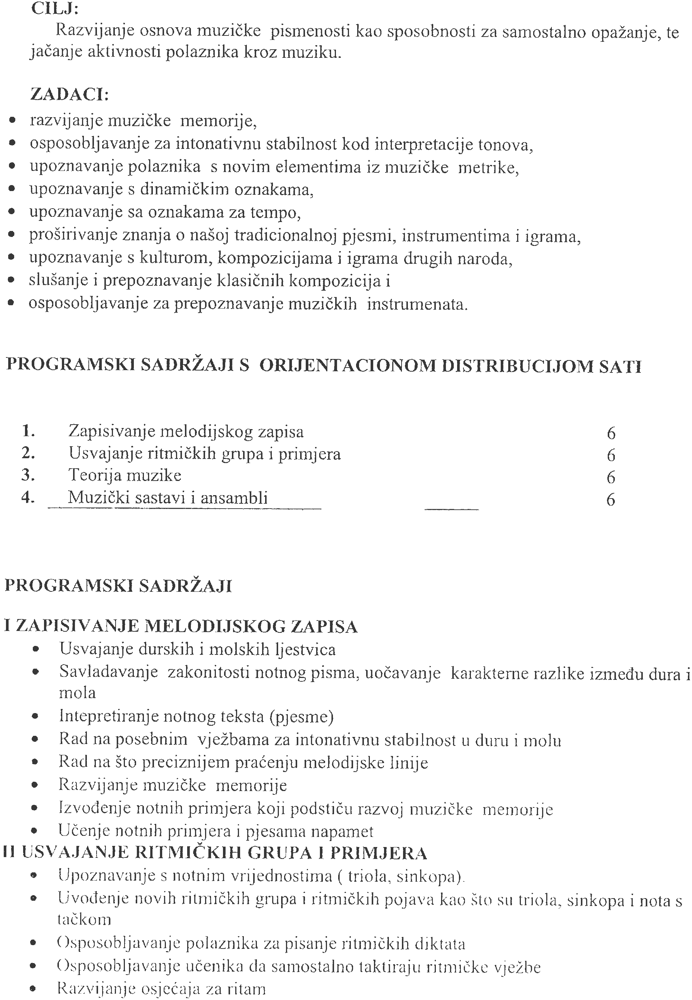 CILJ:
Razvijanje osnova muzičke pismenosti kao sposobnosti za samostalno opažanje, te
jačanje aktivnosti polaznika kroz muziku.
ZADACI:
• razvijanje muzičke memorije,
• osposobljavanje za intonativnu stabilnost kod interpretacije tonova,
• upoznavanje polaznika s novim elementima iz muzičke metrike,
• upoznavanje s dinamičkim oznakama,
• upoznavanje sa oznakama za tempo,
• proširivanje znanja o našoj tradicionalnoj pjesmi, instrumentima i igrama,
• upoznavanje s kulturom, kompozicijama i igrama drugih naroda,
• slušanje i prepoznavanje klasičnih kompozicija i
• osposobljavanje za prepoznavanje muzičkih instrumenata.
PROGRAMSKI SADRŽAJI S ORIJENTACIONOM DISTRIBUCIJOM SATI
1. Zapisivanje melodijskog zapisa 6
2. Usvajanje ritmičkih grupa i primjera 6
3. Teorija muzike 6
4. Muzički sastavi i ansambli 6
PROGRAMSKI SADRŽAJI
I ZAPISIVANJE MELODIJSKOG ZAPISA
• Usvajanje durskih i molskih ljestvica
• Savladavanje zakonitosti notnog pisma, uočavanje karakterne razlike između dura i
mola
• Intepretiranje notnog teksta (pjesme)
• Rad na posebnim vježbama za intonativnu stabilnost u duru i molu
• Rad na što preciznijem praćenju melodijske linije
• Razvijanje muzičke memorije
• Izvođenje notnih primjera koji podstiču razvoj muzičke memorije
• Učenje notnih primjera i pjesama napamet
II USVAJANJE RITMIČKIH GRUPA I PRIMJERA
• Upoznavanje s notnim vrijednostima ( triola, sinkopa).
• Uvođenje novih ritmičkih grupa i ritmičkih pojava kao što su triola, sinkopa i nota s
tačkom
• Osposobljavanje polaznika za pisanje ritmičkih diktata
• Osposobljavanje učenika da samostalno taktiraju ritmičke vježbe
• Razvijanje osjećaja za ritam